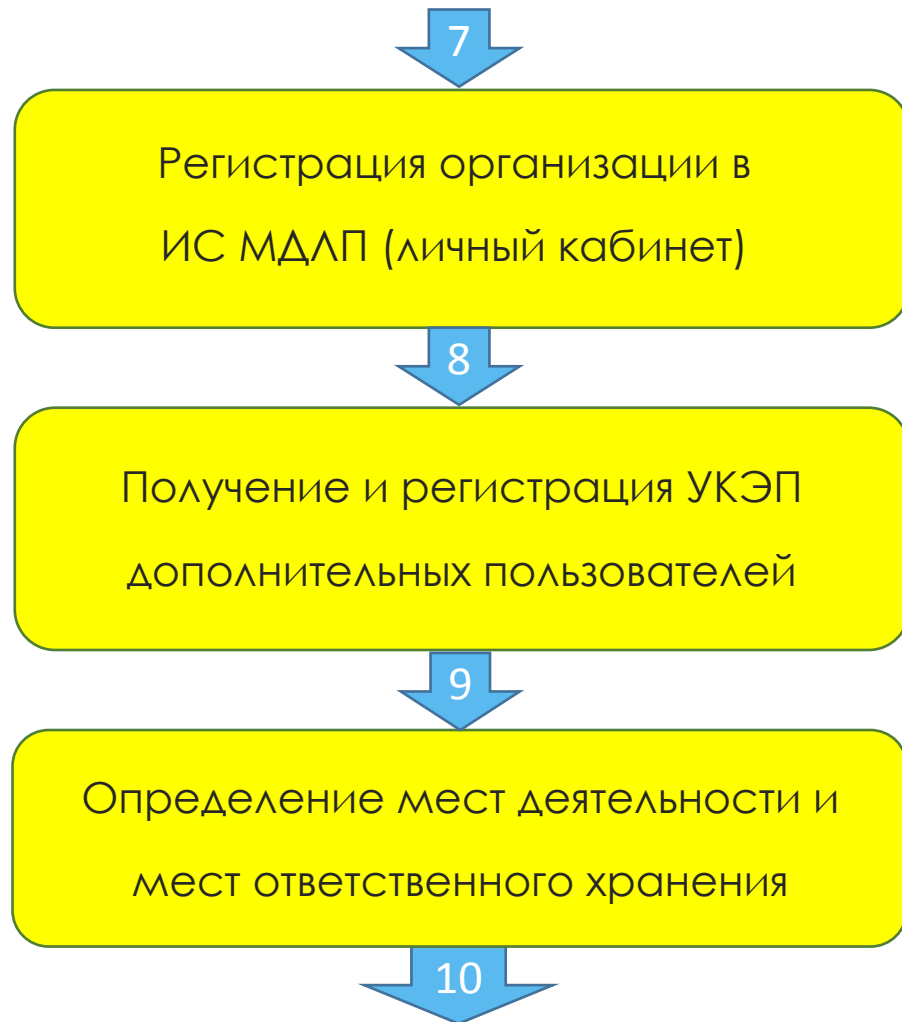 7
Регистрация организации в
ИС МДЛП (личный кабинет)
8
Получение и регистрация УКЭП
дополнительных пользователей
9
Определение мест деятельности и
мест ответственного хранения
10